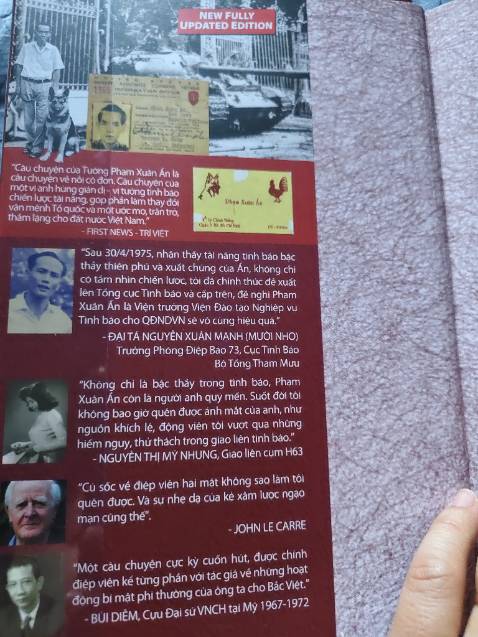 NEW FULLY
UPDATED EDITION
"Câu chuyện của Tướng Phạm Xuân Ẩn là
câu chuyện về nỗi cô đơn. Câu chuyện của
một vị anh hùng giản dị - vị tướng tình báo
chiến lược tài năng, góp phần làm thay đổi
vận mệnh Tổ quốc và một ước mơ, trăn trở,
thầm lặng cho đất nước Việt Nam."
- FIRST NEWS - TRÍ VIỆT
Phạm Xuân Ẩn
"Sau 30/4/1975, nhận thấy tài năng tình báo bậc
thầy thiên phú và xuất chúng của Ẩn, không chỉ
có tầm nhìn chiến lược, tôi đã chính thức đề xuất
lên Tổng cục Tình báo và cấp trên, đề nghị Phạm
Xuân Ẩn là Viện trưởng Viện Đào tạo Nghiệp vụ
Tình báo cho QĐNDVN sẽ vô cùng hiệu quả."
- ĐẠI TÁ NGUYỄN XUÂN MẠNH (MƯỜI NHO)
Trưởng Phòng Điệp Báo 73, Cục Tình Báo
Bộ Tổng Tham Mưu
"Không chỉ là bậc thầy trong tình báo, Phạm
Xuân Ẩn còn là người anh quý mến. Suốt đời tôi
không bao giờ quên được ánh mắt của anh, như
nguồn khích lệ, động viên tôi vượt qua những
hiểm nguy, thử thách trong giao liên tình báo."
- NGUYỄN THỊ MỸ NHUNG, Giao liên cụm H63
"Cú sốc về điệp viên hai mặt không sao làm tôi
quên được. Và sự nhẹ dạ của kẻ xâm lược ngạo
mạn cũng thế".
- JOHN LE CARRE
"Một câu chuyện cực kỳ cuốn hút, được chính
điệp viên kể từng phần với tác giả về những hoạt
động bí mật phi thường của ông ta cho Bắc Việt."
- BÙI DIỄM, Cựu Đại sứ VNCH tại Mỹ 1967-1972